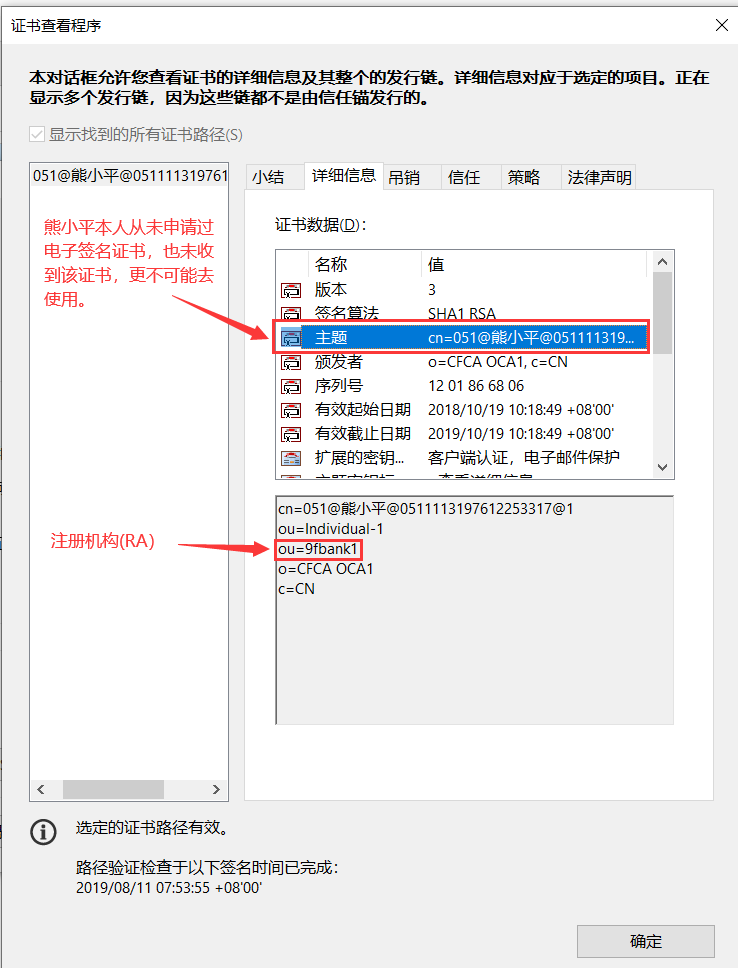 证书查看程序
本对话框允许您查看证书的详细信息及其整个的发行链。详细信息对应于选定的项目。正在
显示多个发行链，因为这些链都不是由信任锚发行的。
显示找到的所有证书路径(S)
051@熊小平@051111319761
小结 详细信息 吊销 信任 策略 法律声明
熊小平本人从未申请过
电子签名证书，也未收
到该证书，更不可能去
使用。
证书数据(D)：
名称 值
版本 3
签名算法 SHA1 RSA
主题 cn=051@熊小平@051111319...
颁发者 o=CFCA OCA1, c=CN
序列号 12 01 86 68 06
有效起始日期 2018/10/19 10:18:49 +08'00'
有效截止日期 2019/10/19 10:18:49 +08'00'
扩展的密钥... 客户端认证，电子邮件保护
cn=051@熊小平@0511113197612253317@1
ou=Individual-1
注册机构(RA)
ou=9fbank1
o=CFCA OCA1
c=CN
选定的证书路径有效。
路径验证检查于以下签名时间已完成：
2019/08/11 07:53:55 +08'00'
确定